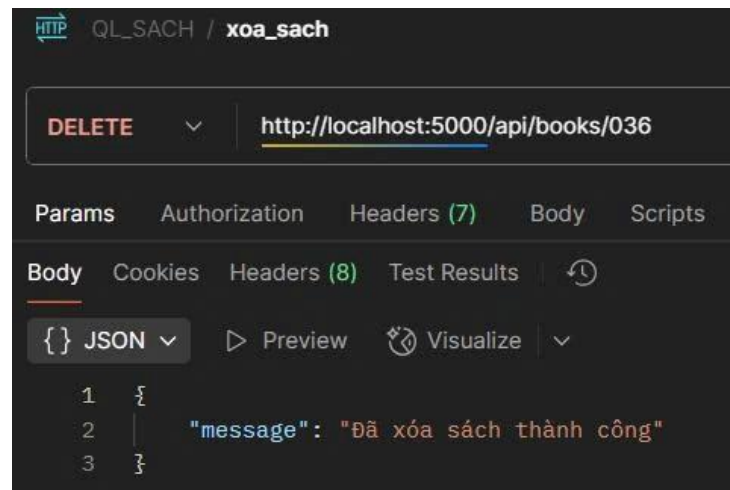 HTTP QL_SACH / xoa_sach
DELETE http://localhost:5000/api/books/036
Params Authorization Headers (7) Body Scripts
Body Cookies Headers (8) Test Results
{} JSON Preview Visualize
1 {
2 "message": "Đã xóa sách thành công"
3 }